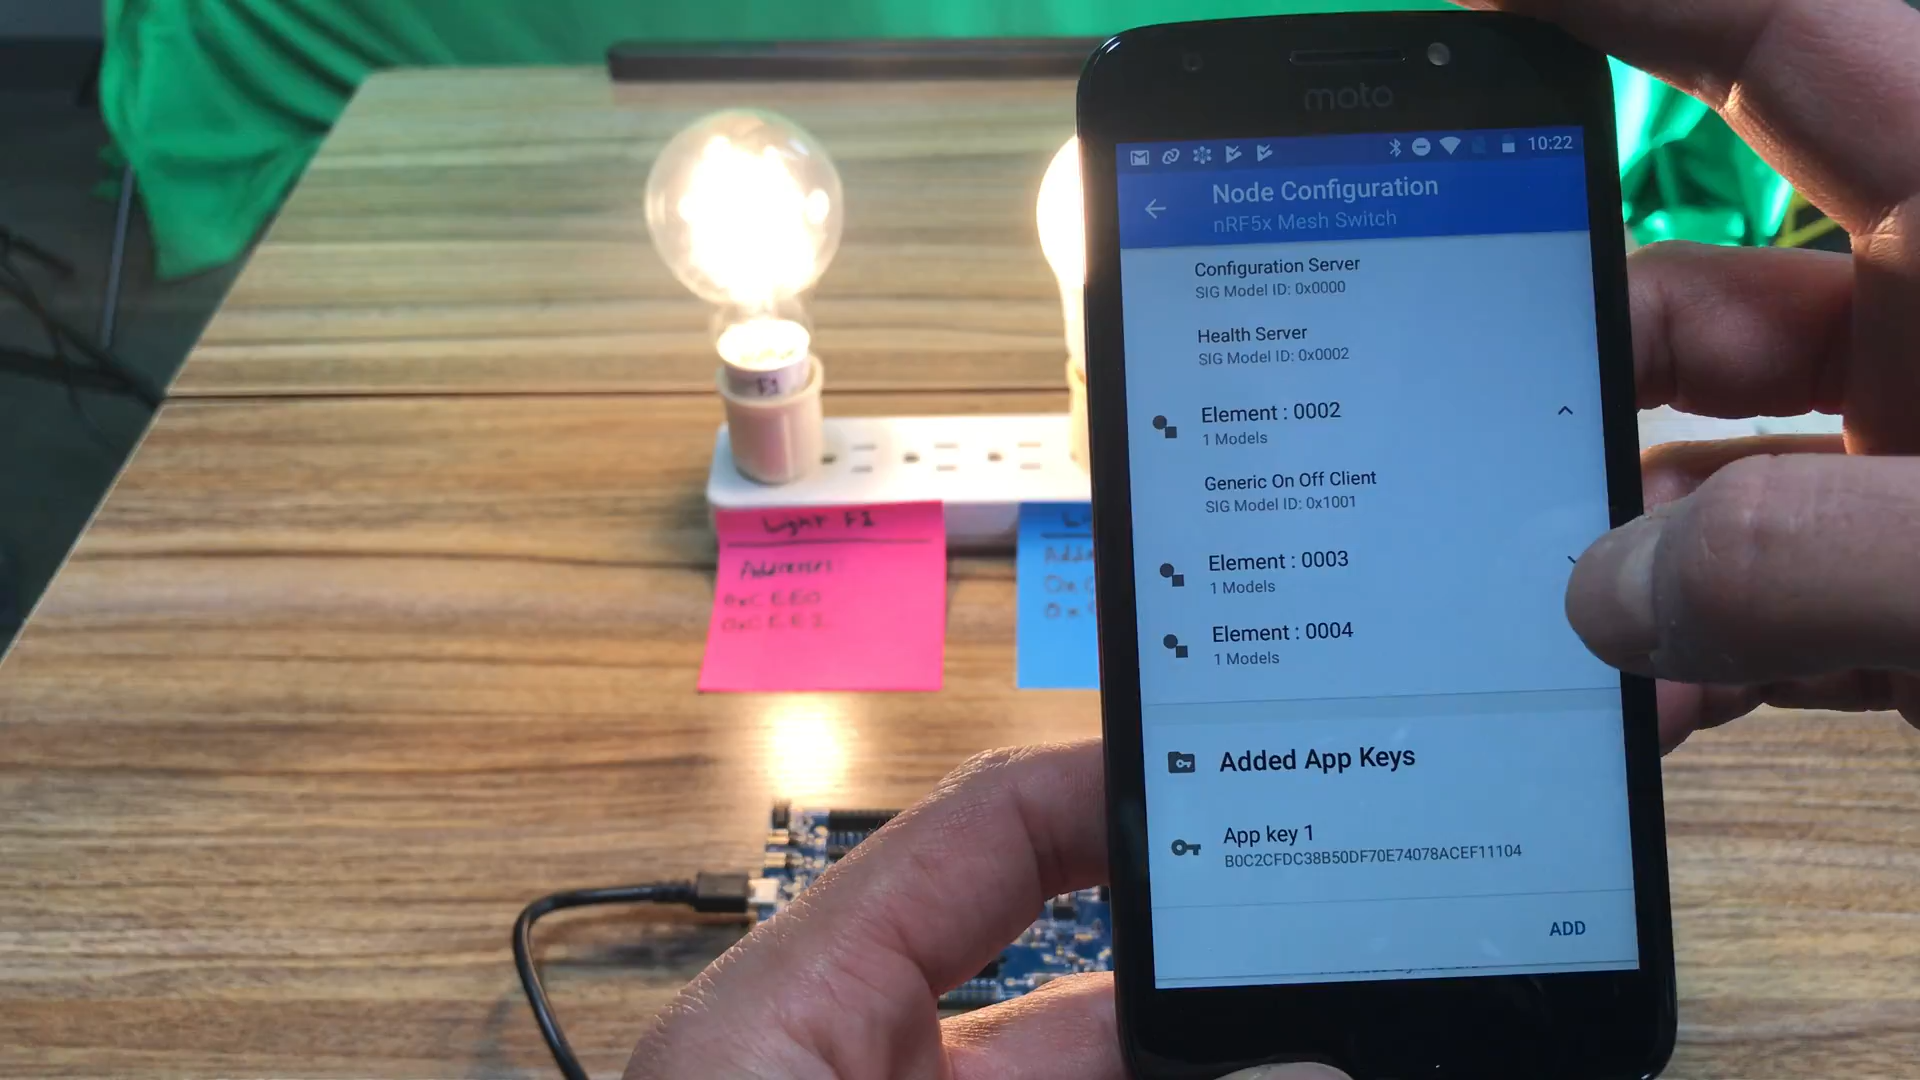 moto
10:22
Node Configuration
nRF5x Mesh Switch
Configuration Server
SIG Model ID: 0x0000
Health Server
SIG Model ID: 0x0002
Element : 0002
1 Models
Generic On Off Client
SIG Model ID: 0x1001
Element : 0003
1 Models
Element : 0004
1 Models
Added App Keys
App key 1
B0C2CFDC38B50DF70E74078ACEF11104
ADD
Light F1
Addresses: